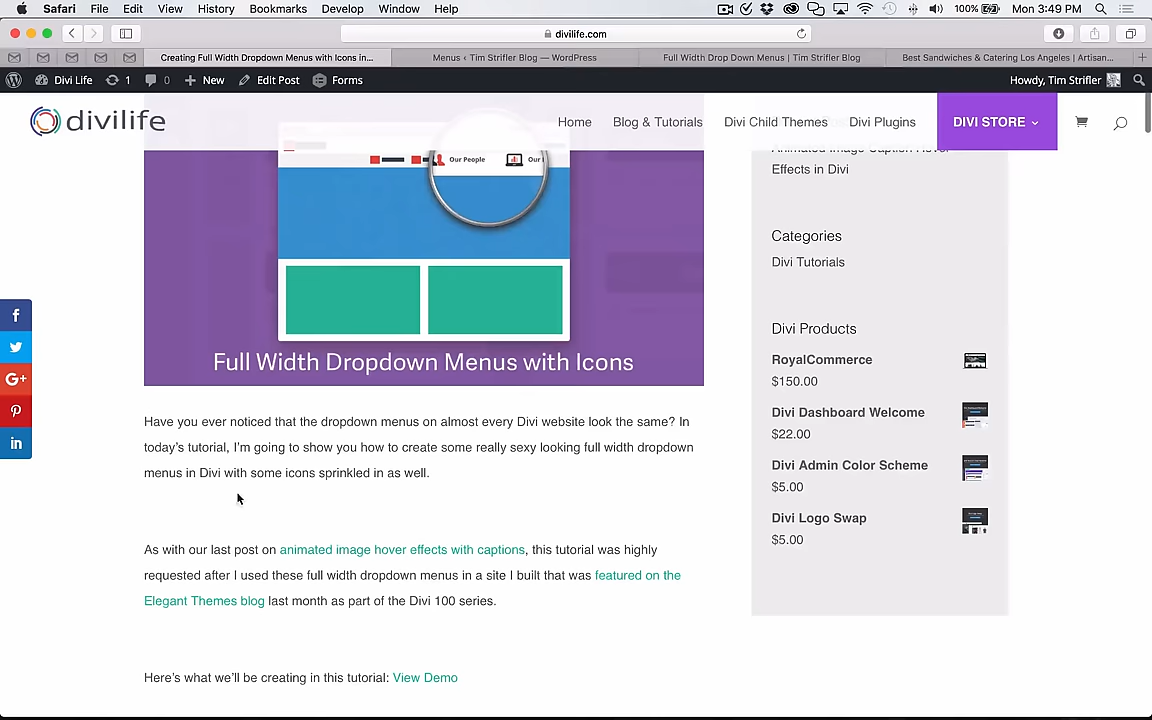 Safari File Edit View History Bookmarks Develop Window Help 100% Mon 3:49 PM
divilife.com
Creating Full Width Dropdown Menus with Icons in... Menus ‹ Tim Strifler Blog — WordPress Full Width Drop Down Menus | Tim Strifler Blog Best Sandwiches & Catering Los Angeles | Artisan...
Divi Life 1 0 New Edit Post Forms Howdy, Tim Strifler
divilife Home Blog & Tutorials Divi Child Themes Divi Plugins DIVI STORE
Our People
Full Width Dropdown Menus with Icons
Have you ever noticed that the dropdown menus on almost every Divi website look the same? In
today's tutorial, I'm going to show you how to create some really sexy looking full width dropdown
menus in Divi with some icons sprinkled in as well.
As with our last post on animated image hover effects with captions, this tutorial was highly
requested after I used these full width dropdown menus in a site I built that was featured on the
Elegant Themes blog last month as part of the Divi 100 series.
Here's what we'll be creating in this tutorial: View Demo
Animated Image Caption Hover
Effects in Divi
Categories
Divi Tutorials
Divi Products
RoyalCommerce
$150.00
Divi Dashboard Welcome
$22.00
Divi Admin Color Scheme
$5.00
Divi Logo Swap
$5.00
f
G+
in